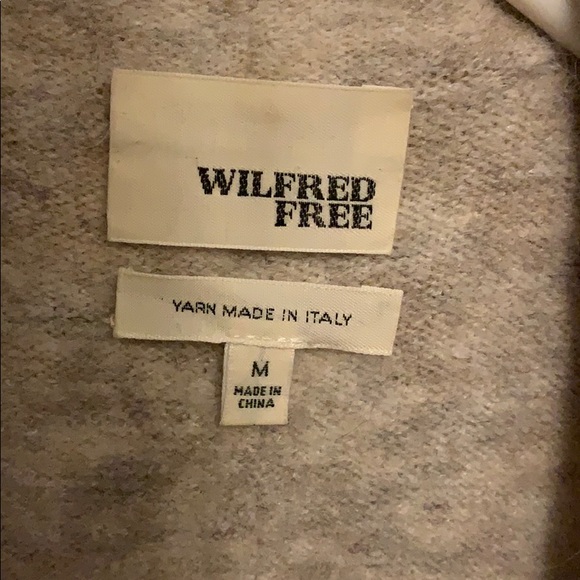 WILFRED
FREE
YARN MADE IN ITALY
M
MADE IN
CHINA